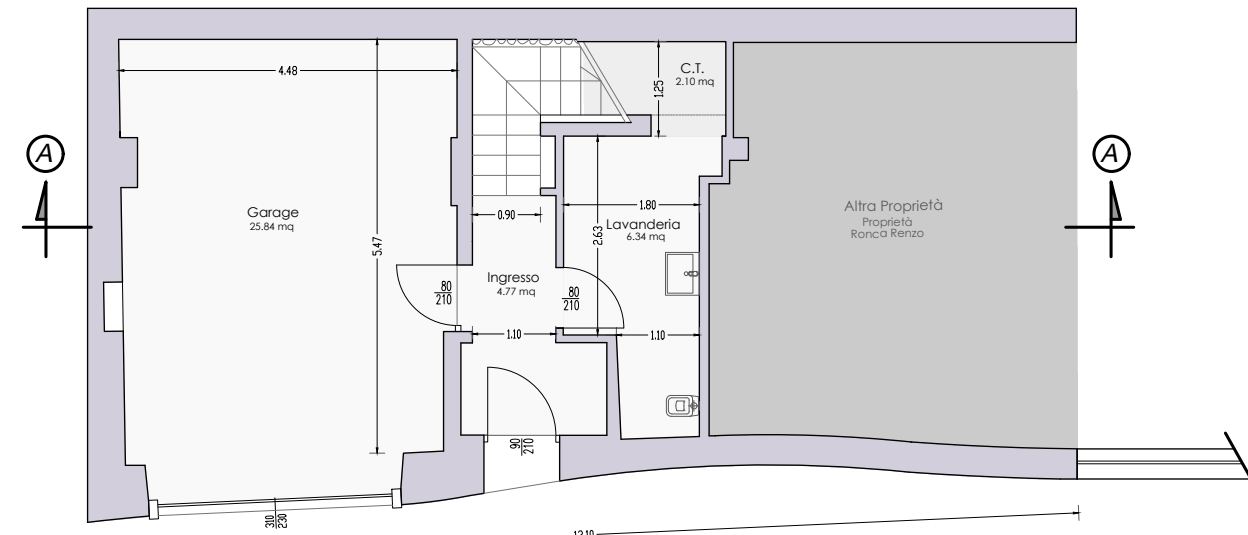 4.48
C.T.
2.10 mq
1.25
A
A
Garage
25.84 mq
5.47
0.90
1.80
Lavanderia
6.34 mq
2.63
Altra Proprietà
Proprietà
Ronca Renzo
Ingresso
4.77 mq
80
210
80
210
1.10
1.10
90
210
310
230
12.10